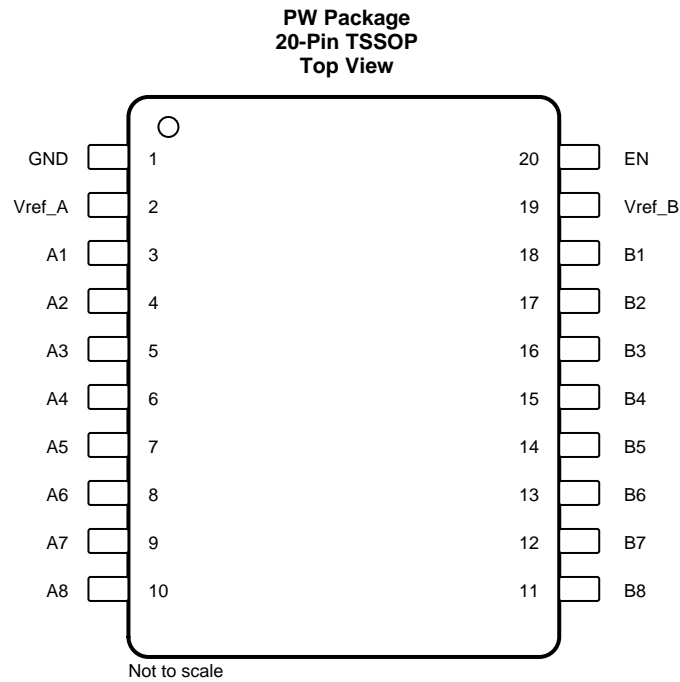 PW Package
20-Pin TSSOP
Top View
GND 1 20 EN
Vref_A 2 19 Vref_B
A1 3 18 B1
A2 4 17 B2
A3 5 16 B3
A4 6 15 B4
A5 7 14 B5
A6 8 13 B6
A7 9 12 B7
A8 10 11 B8
Not to scale